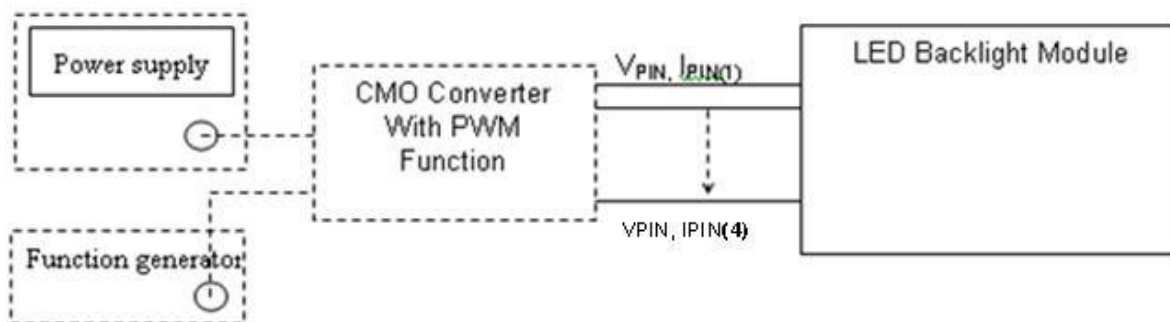 Power supply
Function generator
CMO Converter
With PWM
Function
VPIN, IPIN(1)
VPIN, IPIN(4)
LED Backlight Module